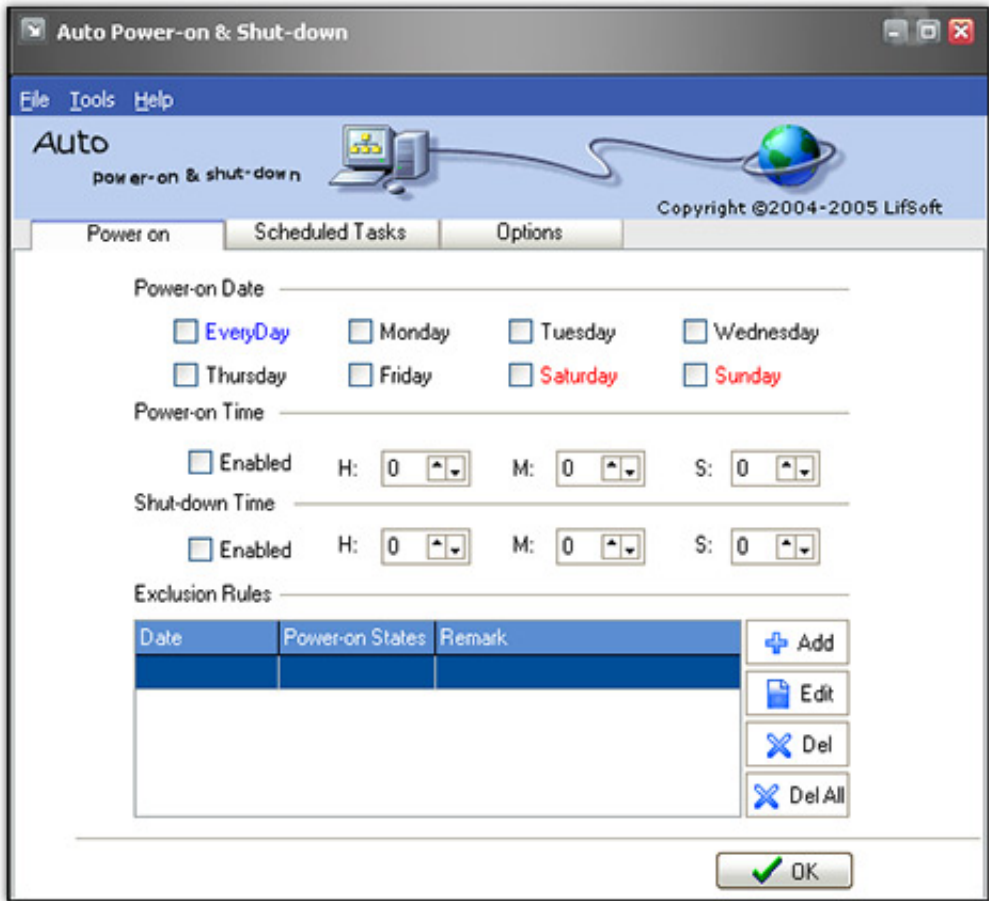 Auto Power-on & Shut-down
File Tools Help
Auto
power-on & shut-down
Copyright ©2004-2005 LifSoft
Power on Scheduled Tasks Options
Power-on Date
EveryDay Monday Tuesday Wednesday
Thursday Friday Saturday Sunday
Power-on Time
Enabled H: 0 M: 0 S: 0
Shut-down Time
Enabled H: 0 M: 0 S: 0
Exclusion Rules
Date Power-on States Remark
Add
Edit
Del
Del All
OK